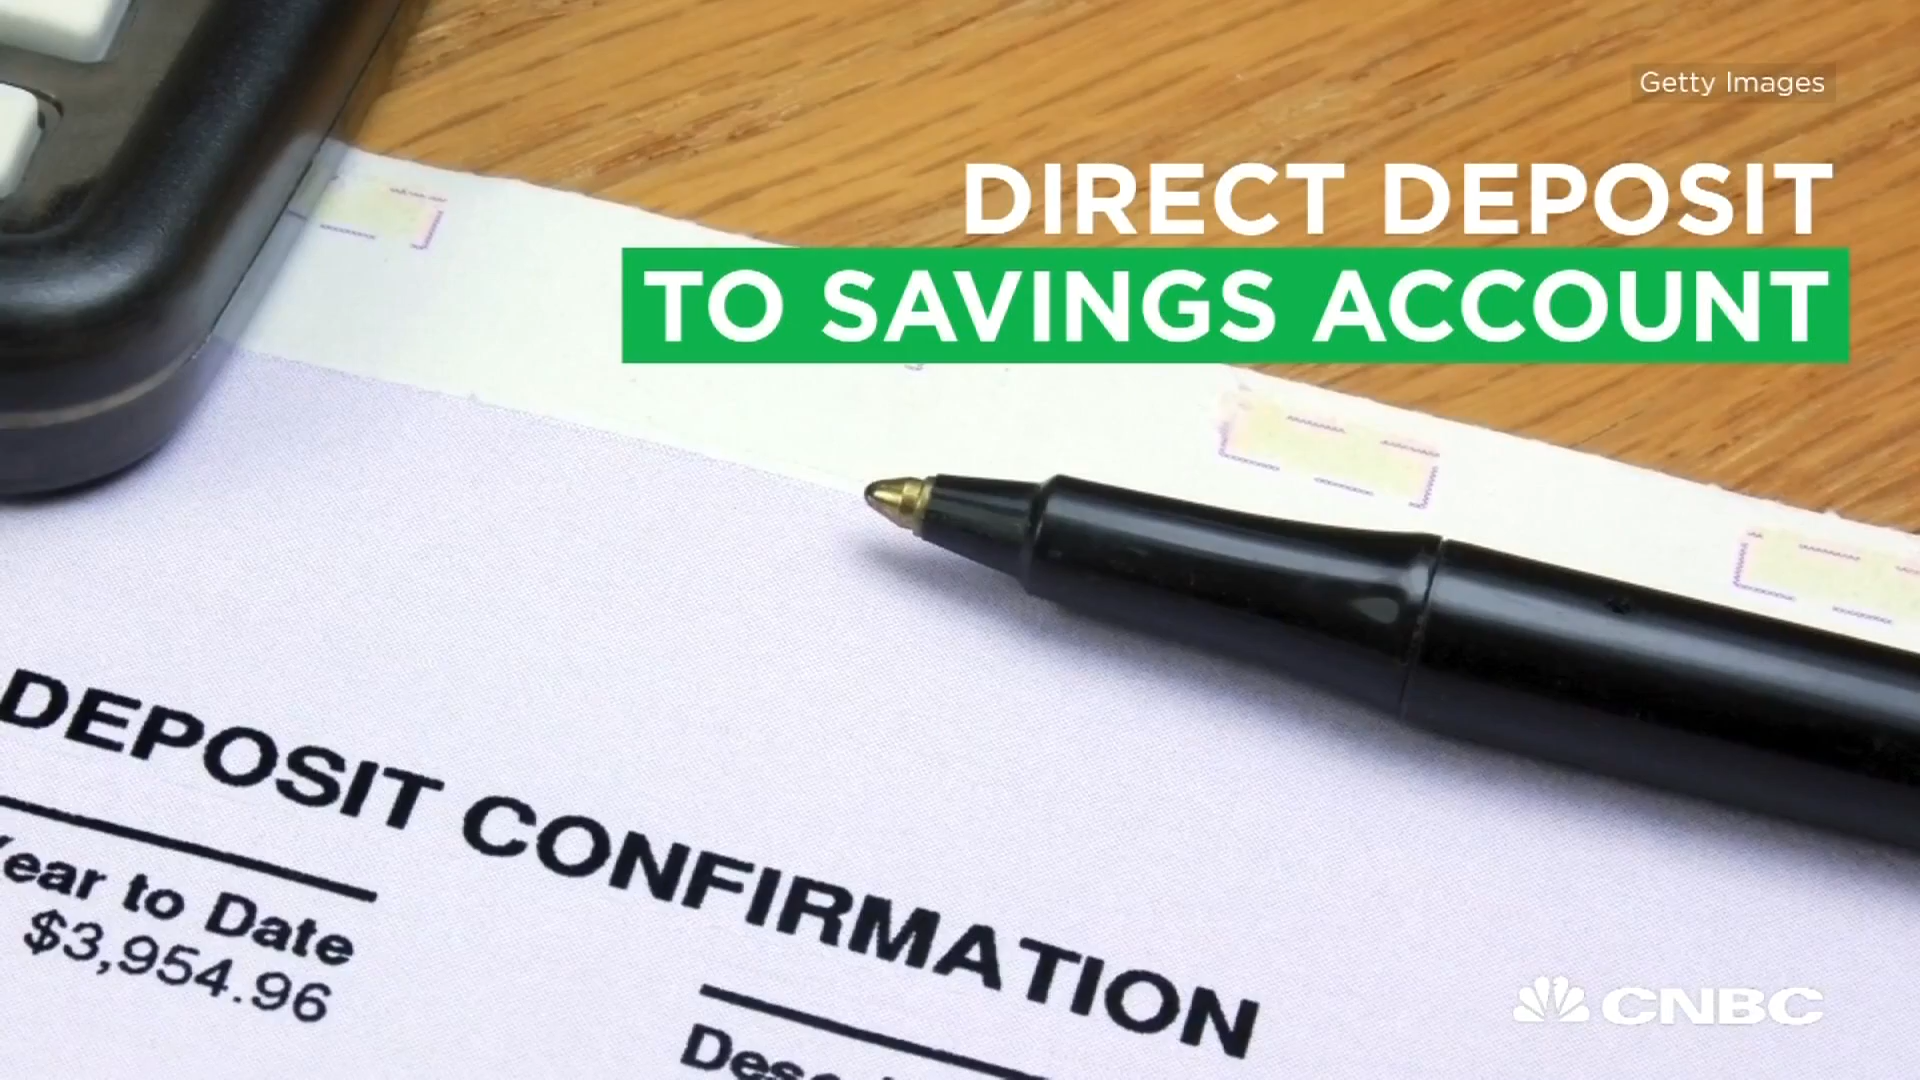 Getty Images
DIRECT DEPOSIT
TO SAVINGS ACCOUNT
DEPOSIT CONFIRMATION
Year to Date
$3,954.96
CNBC